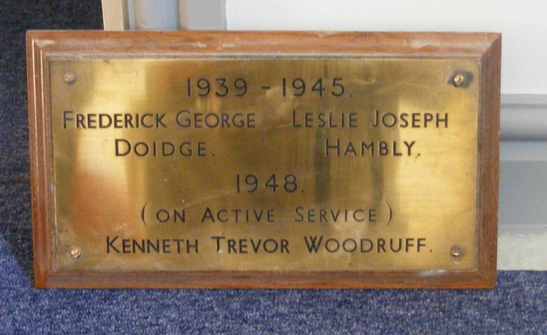 1939 - 1945.
FREDERICK GEORGE LESLIE JOSEPH
DOIDGE. HAMBLY.
1948.
(ON ACTIVE SERVICE)
KENNETH TREVOR WOODRUFF.